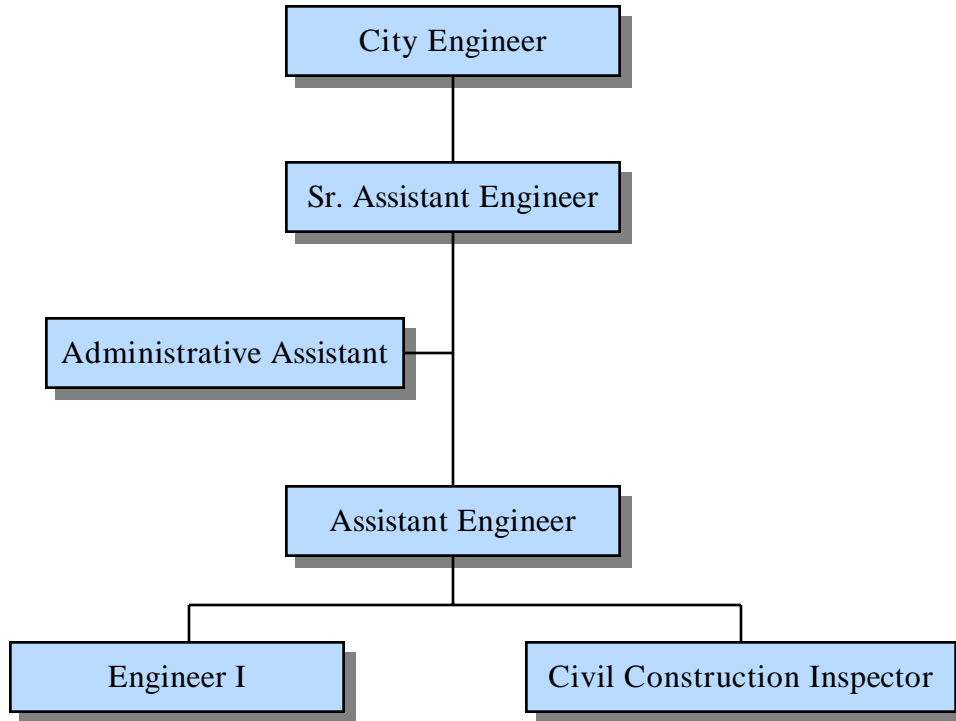 City Engineer
Sr. Assistant Engineer
Administrative Assistant
Assistant Engineer
Engineer I
Civil Construction Inspector